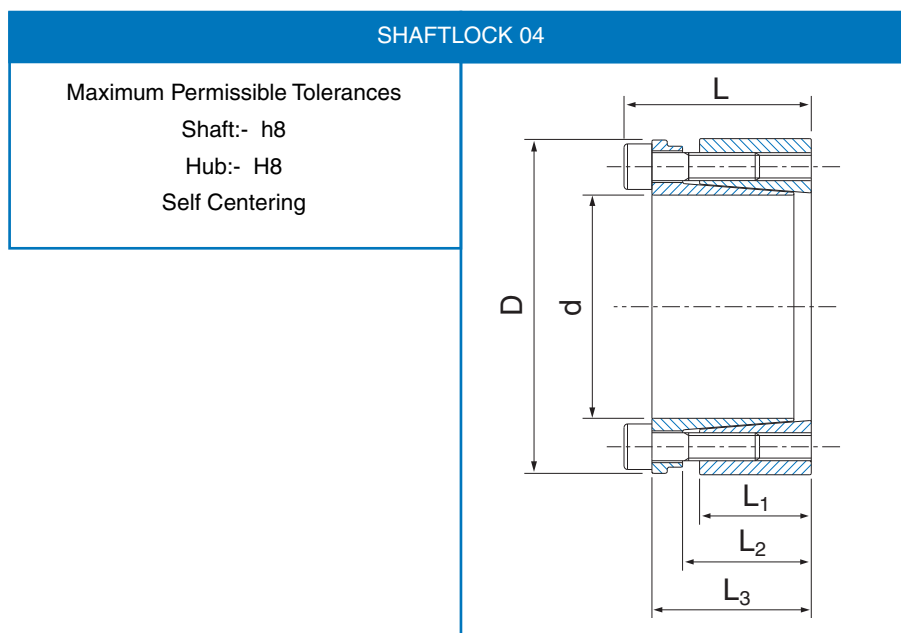 SHAFTLOCK 04
Maximum Permissible Tolerances
Shaft:- h8
Hub:- H8
Self Centering
L
D
d
L₁
L₂
L₃